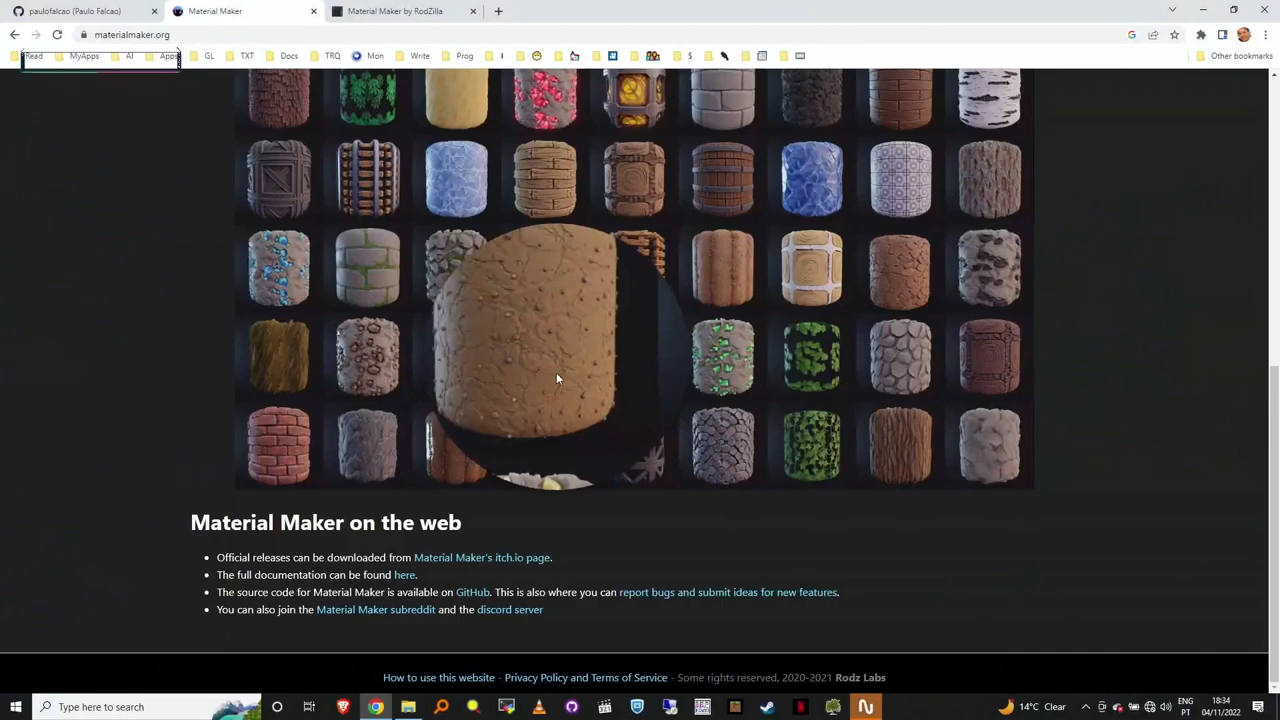 paulofalcao (Paulo Falcao)
Material Maker
Material Maker by RodZilla
materialmaker.org
Read MyApps AI Apps GL TXT Docs TRQ Mon Write Prog I $ Other bookmarks
Material Maker on the web
Official releases can be downloaded from Material Maker's itch.io page.
The full documentation can be found here.
The source code for Material Maker is available on GitHub. This is also where you can report bugs and submit ideas for new features.
You can also join the Material Maker subreddit and the discord server
How to use this website - Privacy Policy and Terms of Service - Some rights reserved, 2020-2021 Rodz Labs
Type here to search
14°C Clear
ENG
PT
18:34
04/11/2022